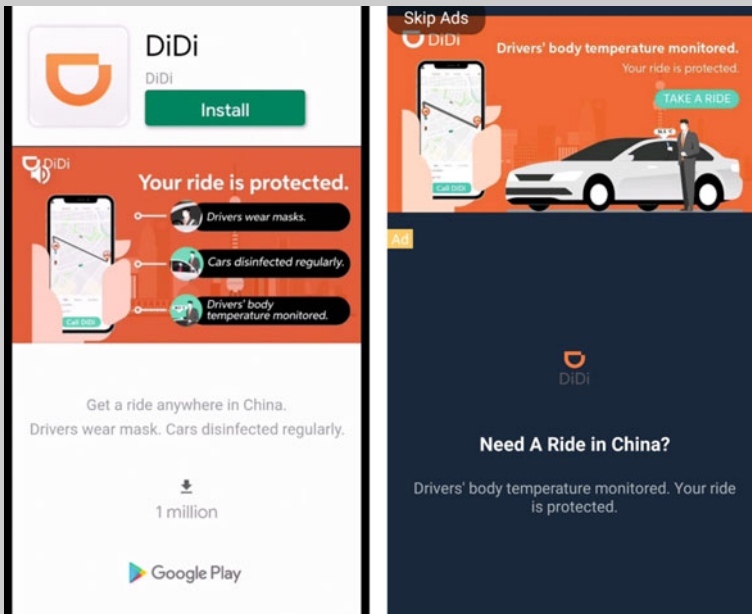 DiDi
DiDi
Install
DiDi
Your ride is protected.
Drivers wear masks.
Cars disinfected regularly.
Drivers' body
temperature monitored.
Call DiDi
Get a ride anywhere in China.
Drivers wear mask. Cars disinfected regularly.
1 million
Google Play
Skip Ads
DiDi
Drivers' body temperature monitored.
Your ride is protected.
TAKE A RIDE
Call DiDi
Ad
DiDi
Need A Ride in China?
Drivers' body temperature monitored. Your ride
is protected.